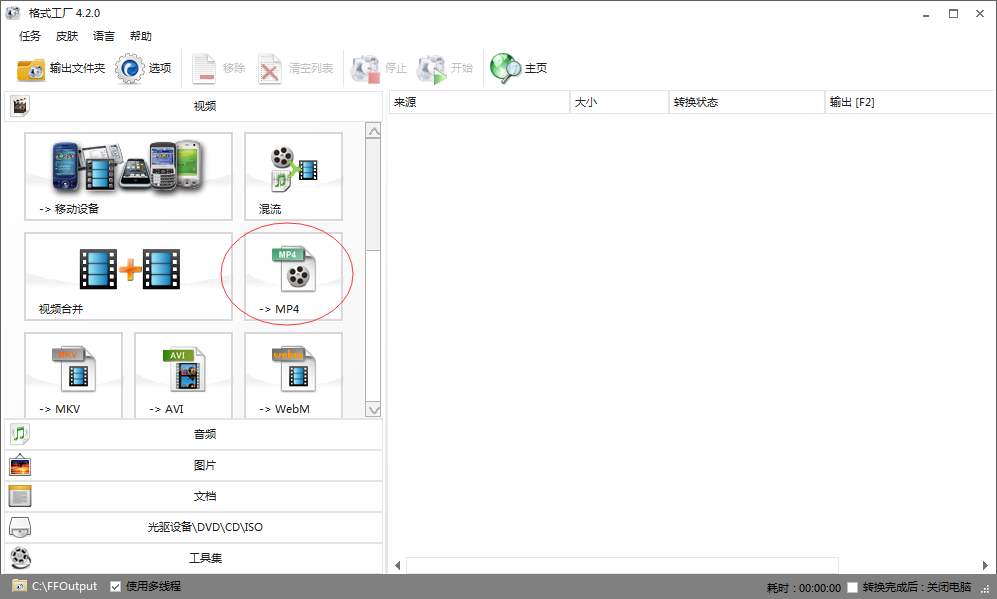 格式工厂 4.2.0
任务 皮肤 语言 帮助
输出文件夹 选项 移除 清空列表 停止 开始 主页
视频
来源 大小 转换状态 输出 [F2]
-> 移动设备
混流
视频合并
MP4
-> MP4
MKV
AVI
webm
-> MKV
-> AVI
-> WebM
音频
图片
文档
光驱设备\DVD\CD\ISO
工具集
C:\FFOutput 使用多线程 耗时 : 00:00:00 转换完成后 : 关闭电脑